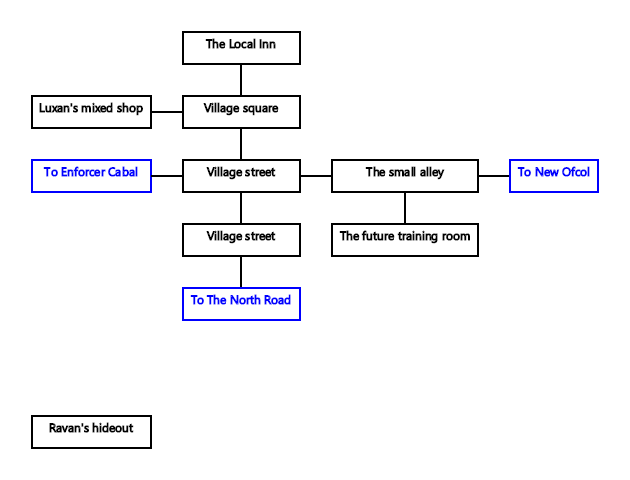 The Local Inn
Luxan's mixed shop
Village square
To Enforcer Cabal
Village street
The small alley
To New Ofcol
Village street
The future training room
To The North Road
Ravan's hideout